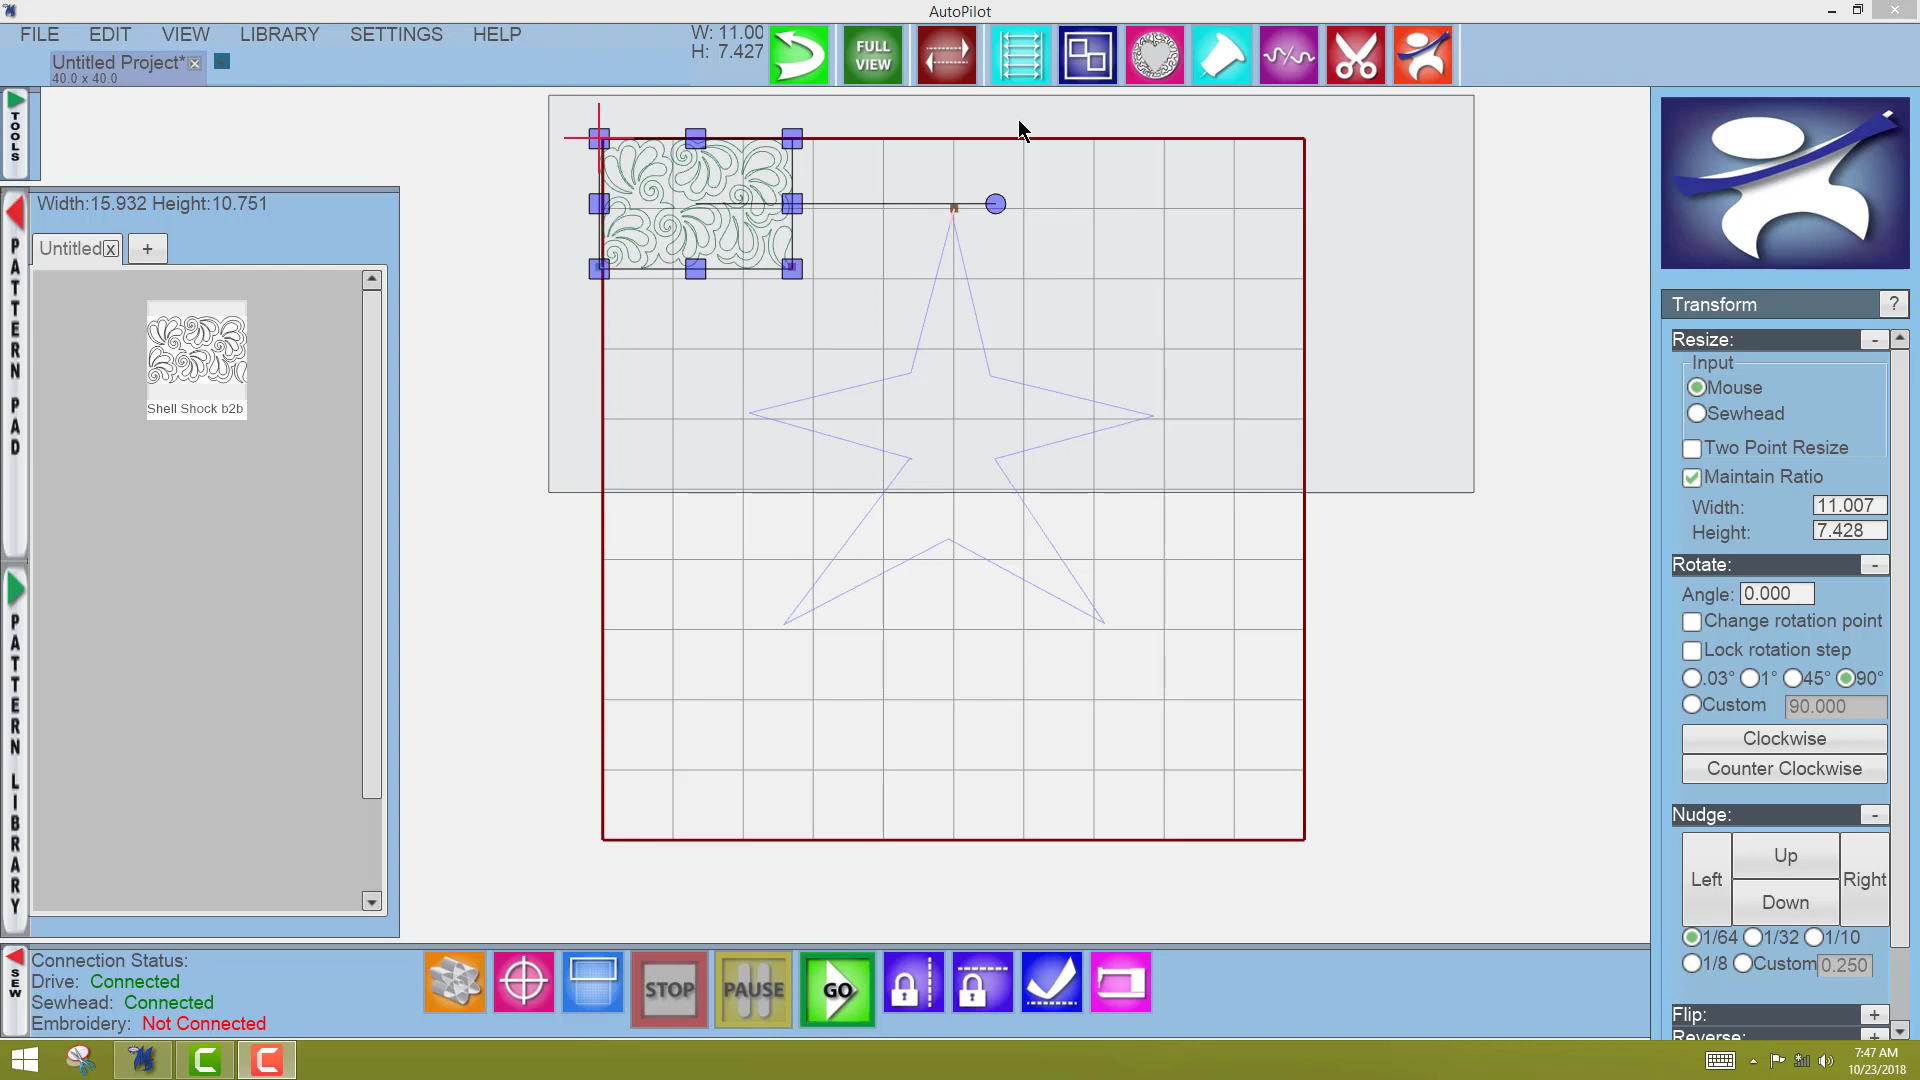 AutoPilot
FILE EDIT VIEW LIBRARY SETTINGS HELP
W: 11.00
H: 7.427
FULL
VIEW
Untitled Project* x
40.0 x 40.0
TOOLS
PATTERN PAD
PATTERN LIBRARY
SEW
Width:15.932 Height:10.751
Untitled X +
Shell Shock b2b
Transform ?
Resize: -
Input
Mouse
Sewhead
Two Point Resize
Maintain Ratio
Width: 11.007
Height: 7.428
Rotate: -
Angle: 0.000
Change rotation point
Lock rotation step
.03° 1° 45° 90°
Custom 90.000
Clockwise
Counter Clockwise
Nudge: -
Left Up Right
Down
1/64 1/32 1/10
1/8 Custom 0.250
Flip: +
Reverse: +
Connection Status:
Drive: Connected
Sewhead: Connected
Embroidery: Not Connected
STOP PAUSE GO
7:47 AM
10/23/2018